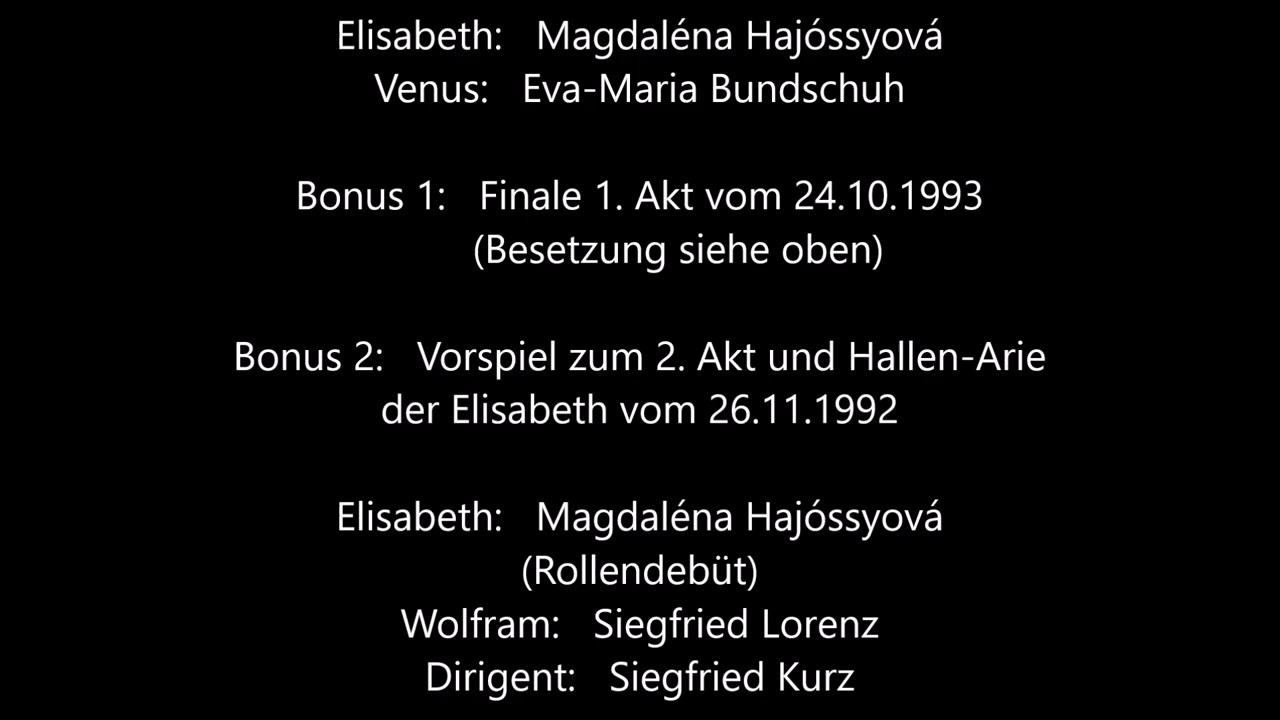 Elisabeth: Magdaléna Hajóssyová
Venus: Eva-Maria Bundschuh
Bonus 1: Finale 1. Akt vom 24.10.1993
(Besetzung siehe oben)
Bonus 2: Vorspiel zum 2. Akt und Hallen-Arie
der Elisabeth vom 26.11.1992
Elisabeth: Magdaléna Hajóssyová
(Rollendebüt)
Wolfram: Siegfried Lorenz
Dirigent: Siegfried Kurz